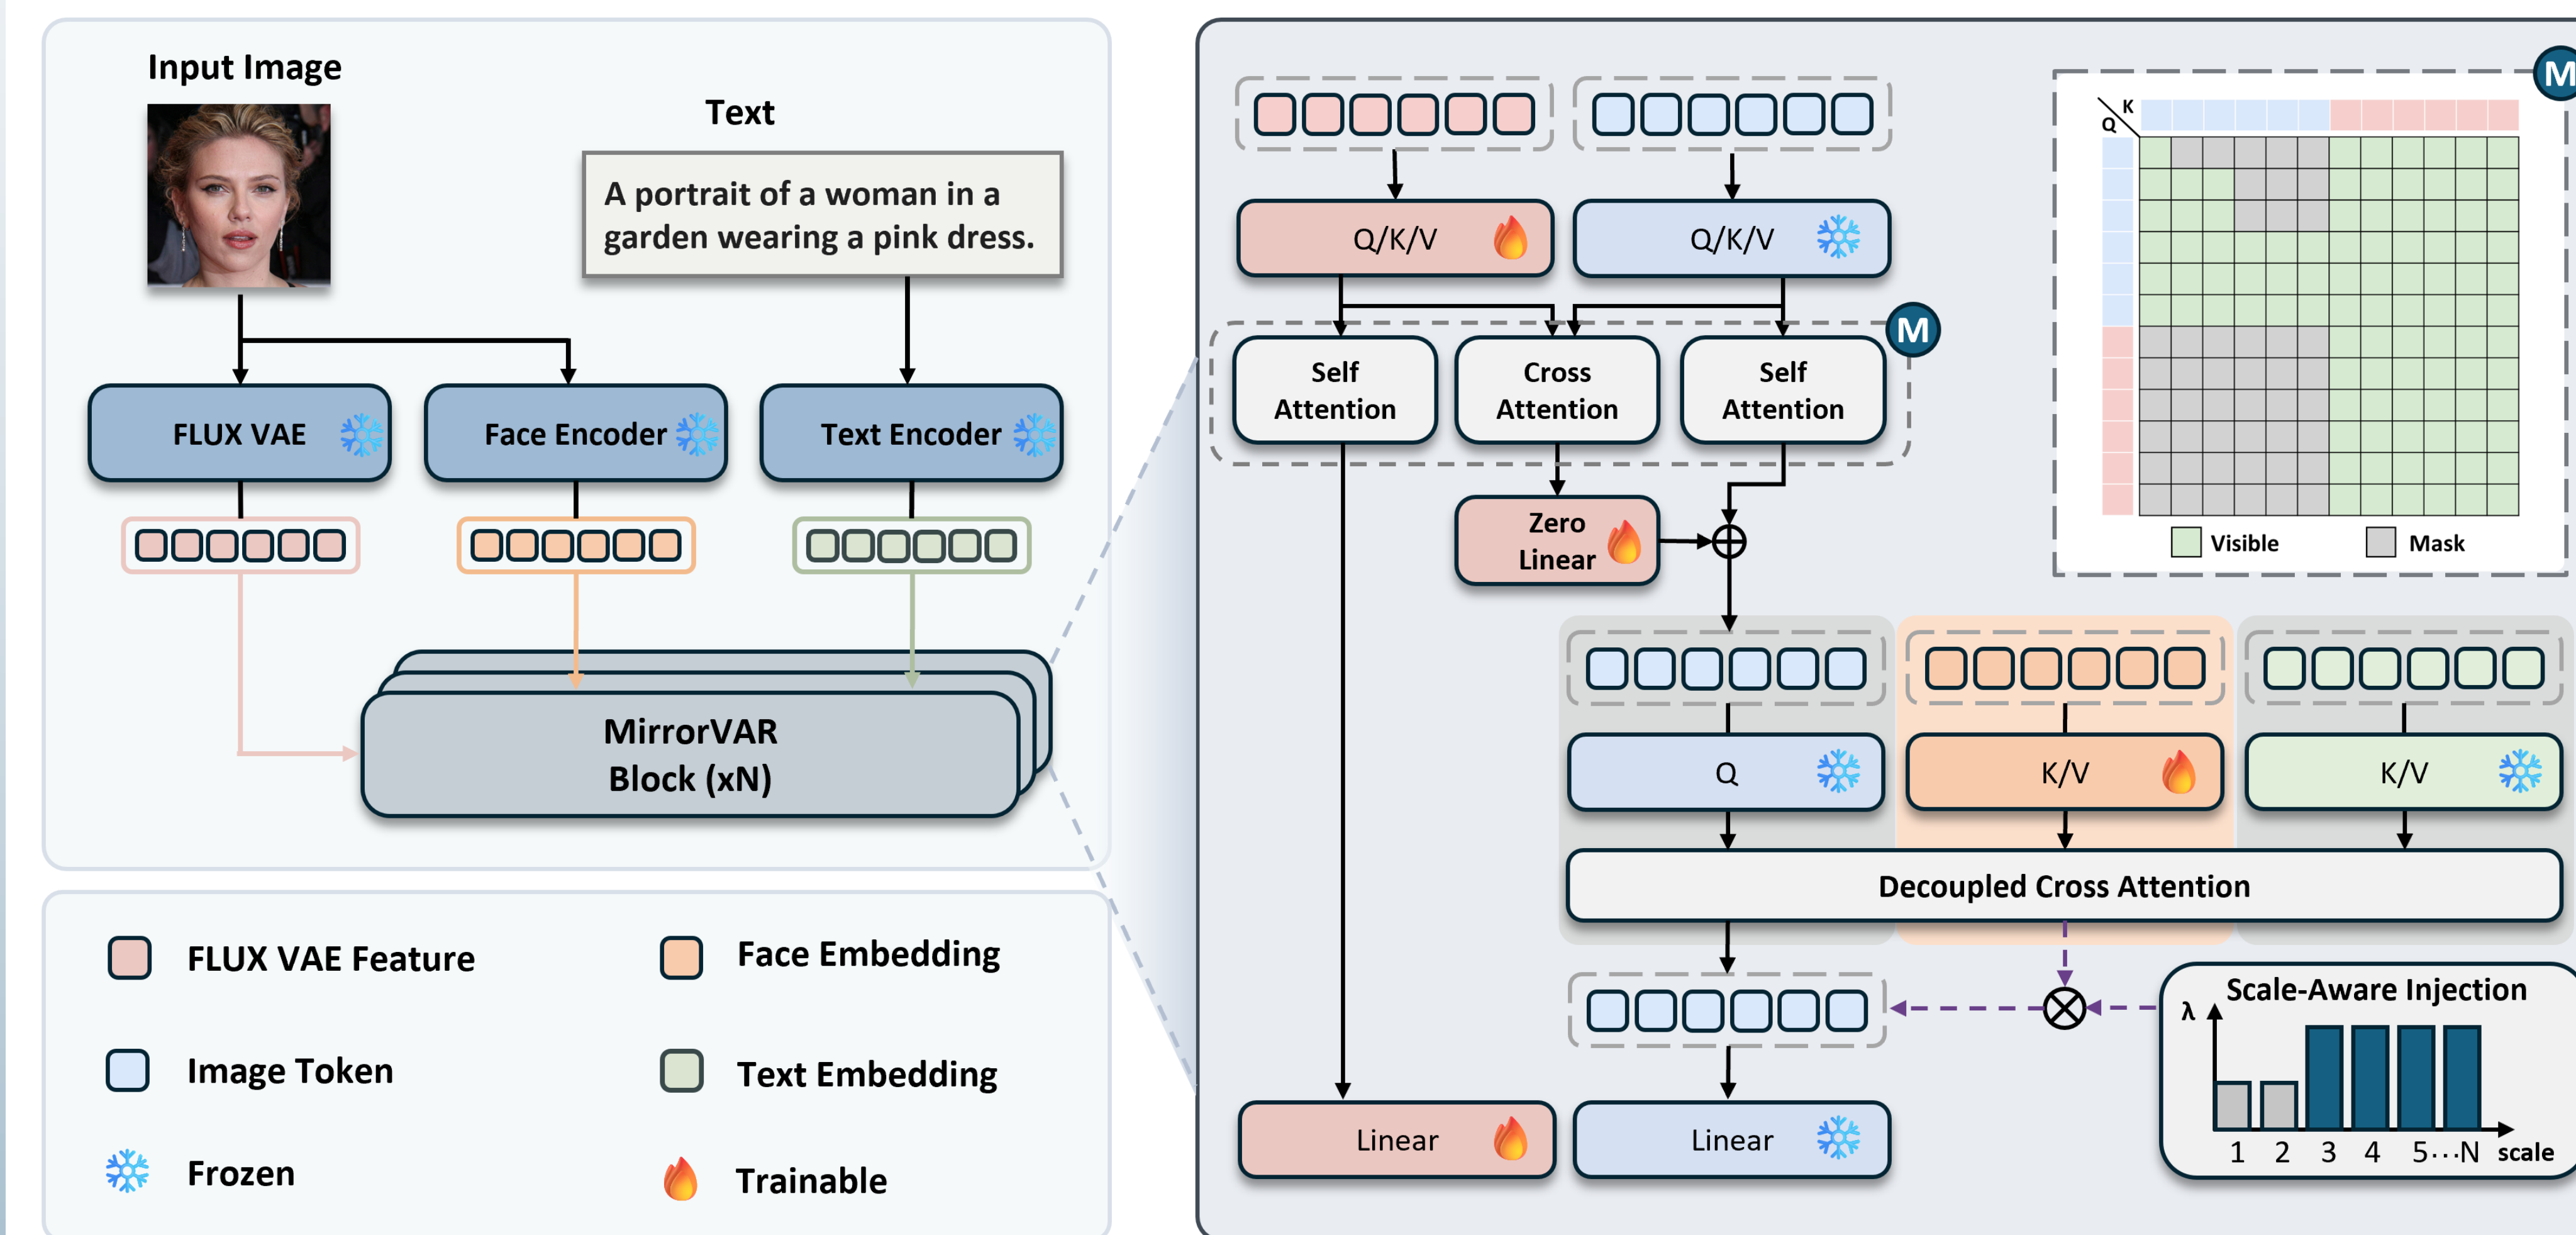 Input Image
Text
A portrait of a woman in a
garden wearing a pink dress.
FLUX VAE
Face Encoder
Text Encoder
MirrorVAR
Block (xN)
FLUX VAE Feature
Face Embedding
Image Token
Text Embedding
Frozen
Trainable
Q/K/V
Q/K/V
M
Self
Attention
Cross
Attention
Self
Attention
Zero
Linear
M
K
Q
Visible
Mask
Q
K/V
K/V
Decoupled Cross Attention
Scale-Aware Injection
λ
1 2 3 4 5⋯N scale
Linear
Linear